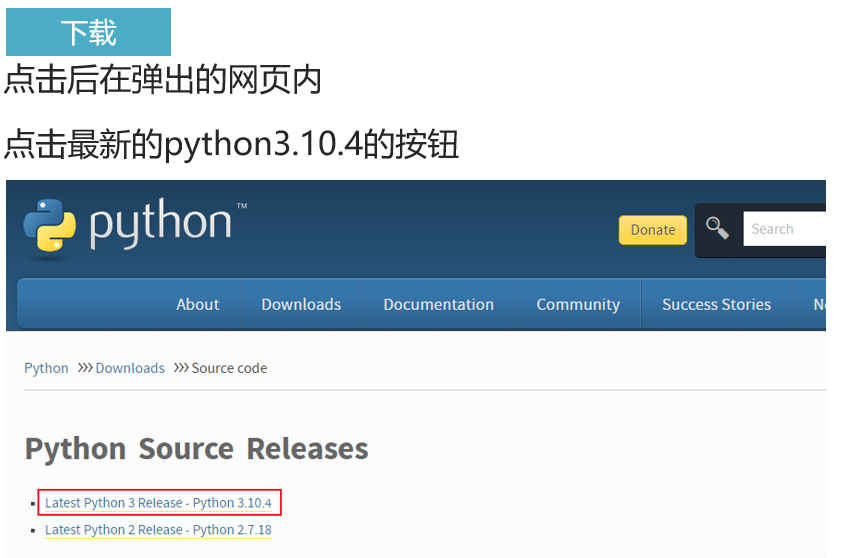 下载
点击后在弹出的网页内
点击最新的python3.10.4的按钮
python™
Donate
Search
About Downloads Documentation Community Success Stories
Python >>> Downloads >>> Source code
Python Source Releases
Latest Python 3 Release - Python 3.10.4
Latest Python 2 Release - Python 2.7.18